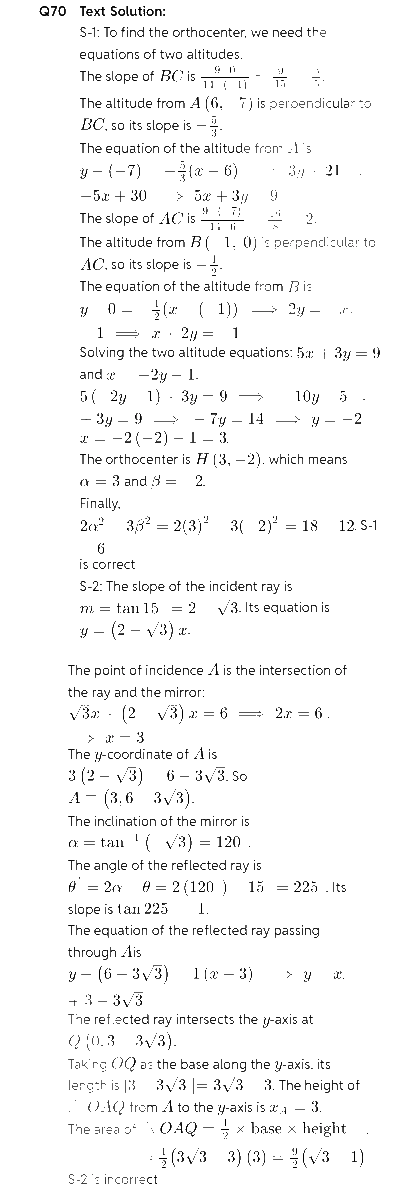 Q70 Text Solution:
S-1: To find the orthocenter, we need the
equations of two altitudes.
The slope of BC is
The altitude from A (6, 7) is perpendicular to
BC, so its slope is − 5/3.
The equation of the altitude from A is
y − (−7) − 5/3 (x − 6) 3y 21
−5x + 30 > 5x + 3y 9
The slope of AC is 2.
The altitude from B ( 1, 0) is perpendicular to
AC, so its slope is − 1/2.
The equation of the altitude from B is
y 0 = 1/2 (x ( 1)) ⟶ 2y =
1 ⟹ x 2y = 1
Solving the two altitude equations: 5x + 3y = 9
and x −2y − 1.
5 ( 2y 1) 3y = 9 ⟶ 10y 5
− 3y = 9 ⟶ − 7y = 14 ⟶ y = −2
x = −2 (−2) − 1 = 3.
The orthocenter is H (3, −2), which means
α = 3 and β = 2.
Finally,
2α² 3β² = 2(3)² 3( 2)² = 18 12. S-1
6
is correct
S-2: The slope of the incident ray is
m = tan 15 = 2 √3. Its equation is
y = (2 − √3) x.
The point of incidence A is the intersection of
the ray and the mirror:
√3x (2 √3) x = 6 ⟹ 2x = 6
> x = 3
The y-coordinate of A is
3 (2 − √3) 6 − 3√3. So
A = (3, 6 3√3).
The inclination of the mirror is
α = tan ¹ ( √3) = 120
The angle of the reflected ray is
θ′ = 2α θ = 2 (120 ) 15 = 225 . Its
slope is tan 225 1.
The equation of the reflected ray passing
through A is
y − (6 − 3√3) 1 (x − 3) > y x
+ 3 − 3√3
The reflected ray intersects the y-axis at
Q (0, 3 3√3).
Taking OQ as the base along the y-axis, its
length is |3 3√3 |= 3√3 3. The height of
OAQ from A to the y-axis is x_A = 3.
The area of OAQ = 1/2 × base × height
= 1/2 (3√3 3) (3) = 9/2 (√3 1)
S-2 is incorrect